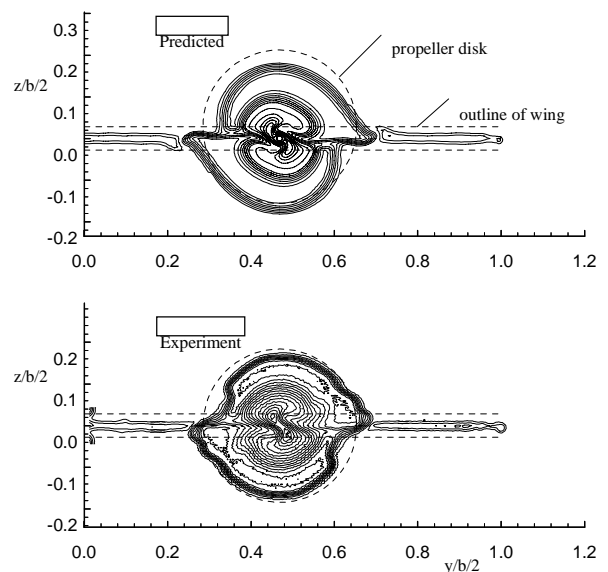 0.3
Predicted
0.2
propeller disk
z/b/2
0.1
outline of wing
0.0
-0.1
-0.2
0.0 0.2 0.4 0.6 0.8 1.0 1.2
Experiment
0.2
z/b/2
0.1
0.0
-0.1
-0.2
0.0 0.2 0.4 0.6 0.8 1.0 1.2
y/b/2